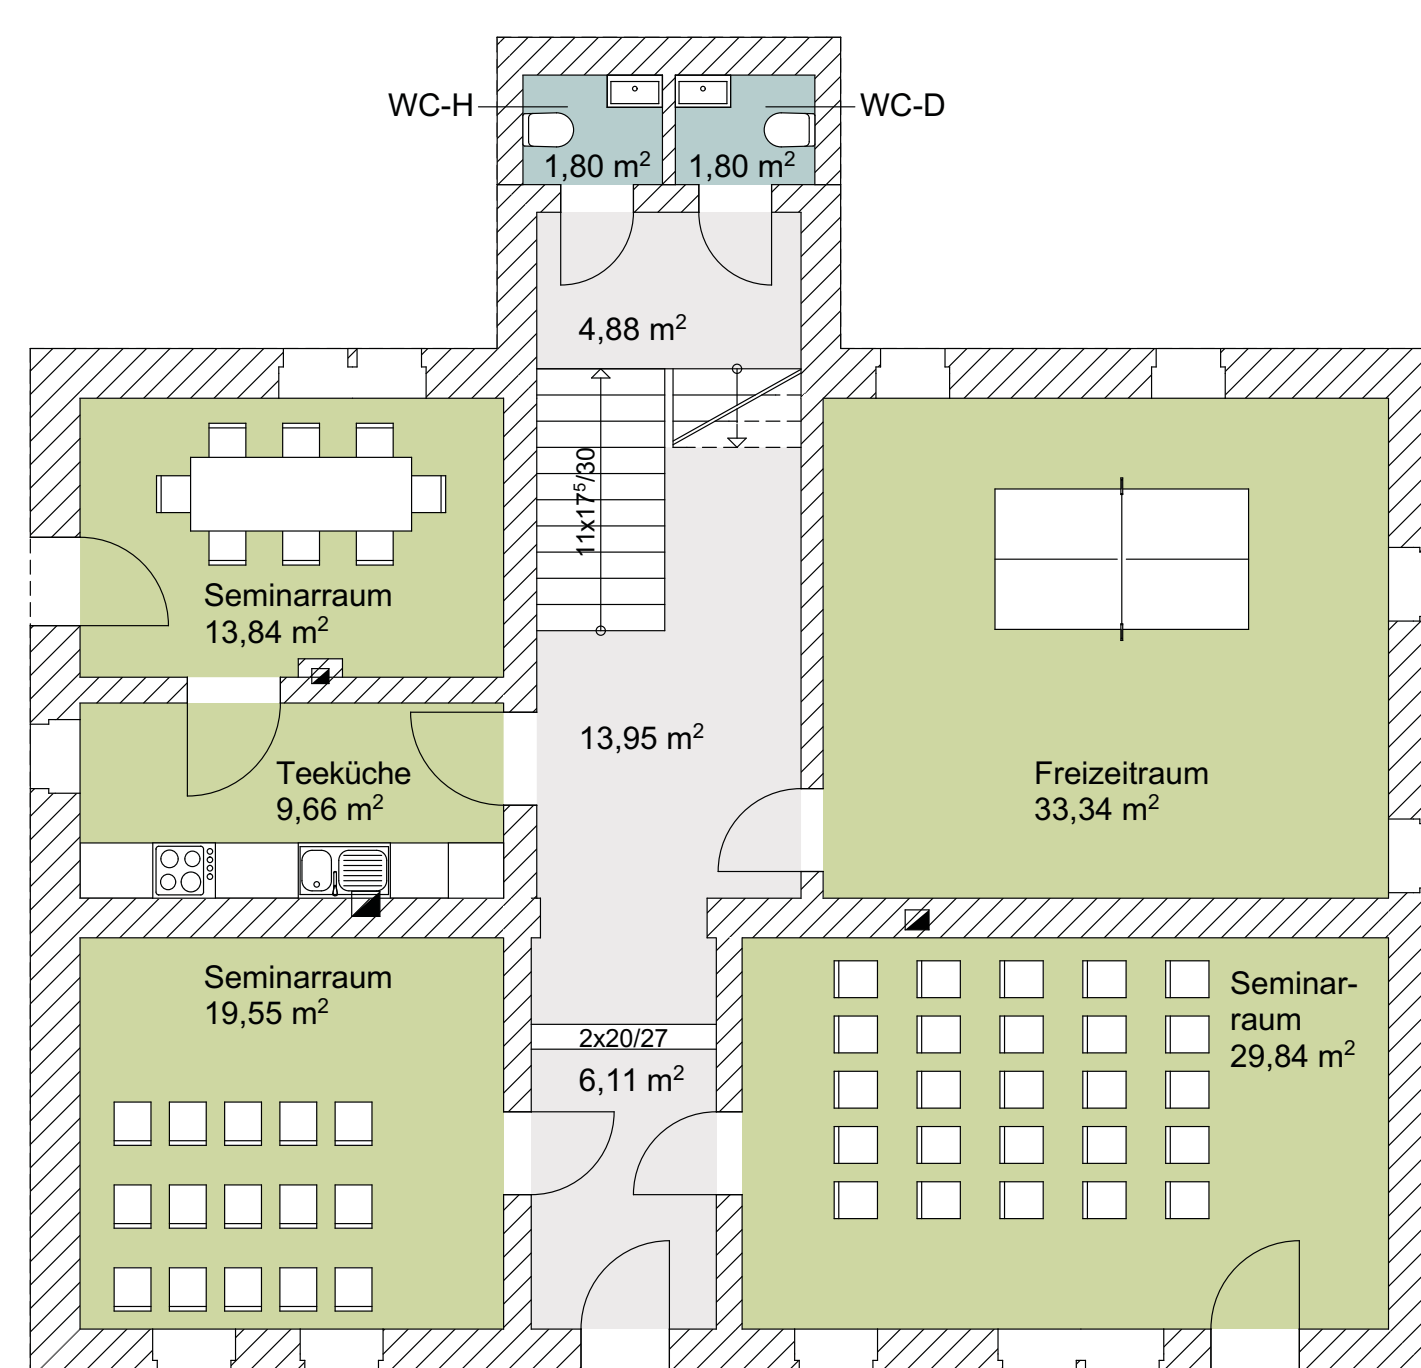 WC-H
WC-D
1,80 m²
1,80 m²
4,88 m²
11x17⁵/30
Seminarraum
13,84 m²
13,95 m²
Teeküche
9,66 m²
Freizeitraum
33,34 m²
Seminarraum
19,55 m²
Seminar-
raum
29,84 m²
2x20/27
6,11 m²